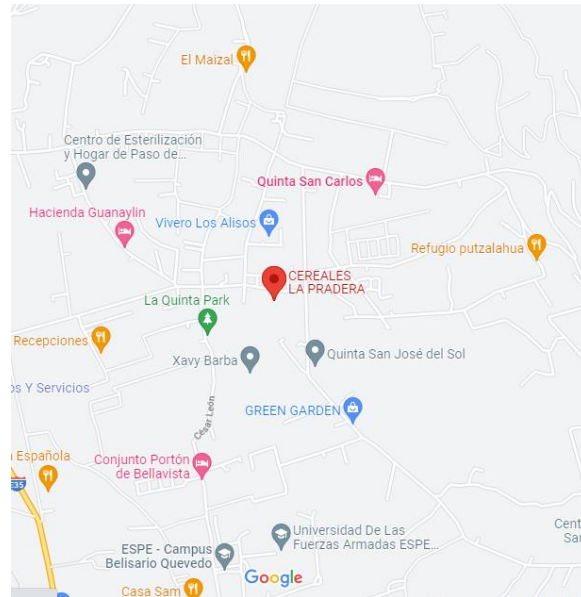 El Maizal
Centro de Esterilización
y Hogar de Paso de...
Quinta San Carlos
Hacienda Guanaylin
Vivero Los Alisos
Refugio putzalahua
CEREALES
LA PRADERA
La Quinta Park
Recepciones
Xavy Barba
Quinta San José del Sol
os Y Servicios
GREEN GARDEN
César León
a Española
Conjunto Portón
de Bellavista
E35
Universidad De Las
Fuerzas Armadas ESPE...
Cent
Sa
ESPE - Campus
Belisario Quevedo
Google
Casa Sam